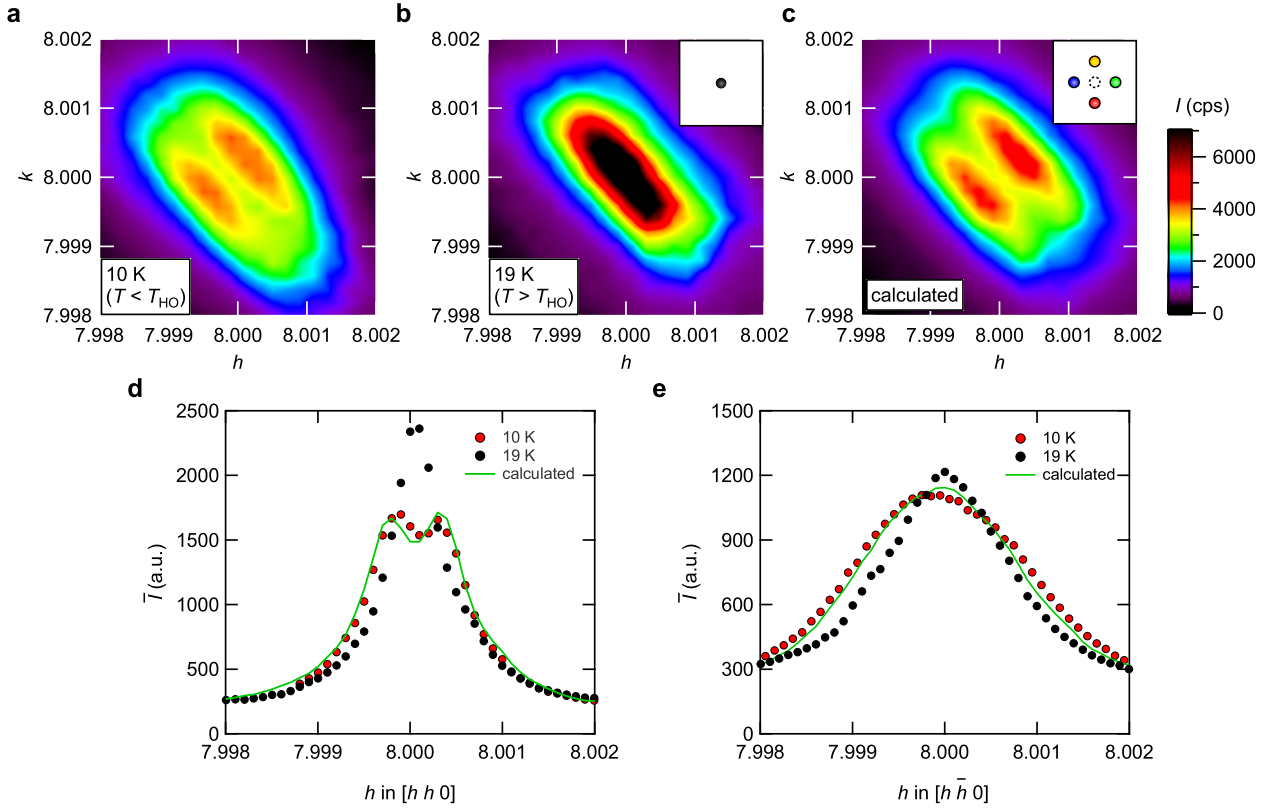 a
8.002
8.001
8.000
7.999
7.998
k
10 K
(T < T_HO)
7.998 7.999 8.000 8.001 8.002
h
b
8.002
8.001
8.000
7.999
7.998
k
19 K
(T > T_HO)
7.998 7.999 8.000 8.001 8.002
h
c
8.002
8.001
8.000
7.999
7.998
k
calculated
7.998 7.999 8.000 8.001 8.002
h
I (cps)
6000
4000
2000
0
d
2500
2000
1500
1000
500
0
Ī (a.u.)
10 K
19 K
calculated
7.998 7.999 8.000 8.001 8.002
h in [h h 0]
e
1500
1200
900
600
300
0
Ī (a.u.)
10 K
19 K
calculated
7.998 7.999 8.000 8.001 8.002
h in [h h̄ 0]